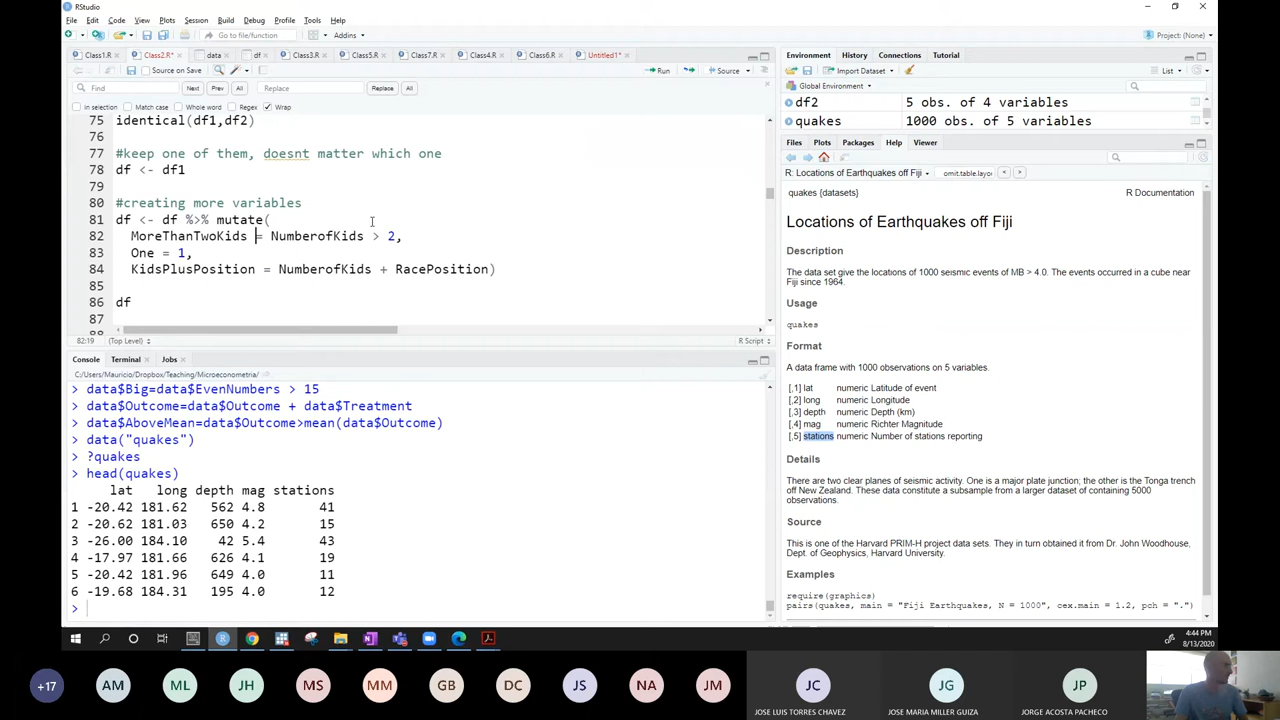 RStudio
File Edit Code View Plots Session Build Debug Profile Tools Help
Go to file/function
Addins
Project: (None)
Class1.R
Class2.R*
data
df
Class3.R
Class5.R
Class7.R
Class4.R
Class6.R
Untitled1*
Source on Save
Run
Source
Find
Next
Prev
All
Replace
Replace
All
In selection
Match case
Whole word
Regex
Wrap
75 identical(df1,df2)
76
77 #keep one of them, doesnt matter which one
78 df <- df1
79
80 #creating more variables
81 df <- df %>% mutate(
82 MoreThanTwoKids = NumberofKids > 2,
83 One = 1,
84 KidsPlusPosition = NumberofKids + RacePosition)
85
86 df
87
82:19 (Top Level) R Script
Console Terminal Jobs
C:/Users/Mauricio/Dropbox/Teaching/Microeconometria/
> data$Big=data$EvenNumbers > 15
> data$Outcome=data$Outcome + data$Treatment
> data$AboveMean=data$Outcome>mean(data$Outcome)
> data("quakes")
> ?quakes
> head(quakes)
lat long depth mag stations
1 -20.42 181.62 562 4.8 41
2 -20.62 181.03 650 4.2 15
3 -26.00 184.10 42 5.4 43
4 -17.97 181.66 626 4.1 19
5 -20.42 181.96 649 4.0 11
6 -19.68 184.31 195 4.0 12
>
Environment History Connections Tutorial
Import Dataset
List
Global Environment
df2 5 obs. of 4 variables
quakes 1000 obs. of 5 variables
Files Plots Packages Help Viewer
R: Locations of Earthquakes off Fiji
omit.table.layou
quakes {datasets} R Documentation
Locations of Earthquakes off Fiji
Description
The data set give the locations of 1000 seismic events of MB > 4.0. The events occurred in a cube near
Fiji since 1964.
Usage
quakes
Format
A data frame with 1000 observations on 5 variables.
[,1] lat numeric Latitude of event
[,2] long numeric Longitude
[,3] depth numeric Depth (km)
[,4] mag numeric Richter Magnitude
[,5] stations numeric Number of stations reporting
Details
There are two clear planes of seismic activity. One is a major plate junction; the other is the Tonga trench
off New Zealand. These data constitute a subsample from a larger dataset of containing 5000
observations.
Source
This is one of the Harvard PRIM-H project data sets. They in turn obtained it from Dr. John Woodhouse,
Dept. of Geophysics, Harvard University.
Examples
require(graphics)
pairs(quakes, main = "Fiji Earthquakes, N = 1000", cex.main = 1.2, pch = ".")
4:44 PM
8/13/2020
+17 AM ML JH MS MM GB DC JS NA JM JC JG JP
JOSE LUIS TORRES CHAVEZ
JOSE MARIA MILLER GUIZA
JORGE ACOSTA PACHECO